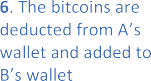 6. The bitcoins are
deducted from A’s
wallet and added to
B’s wallet